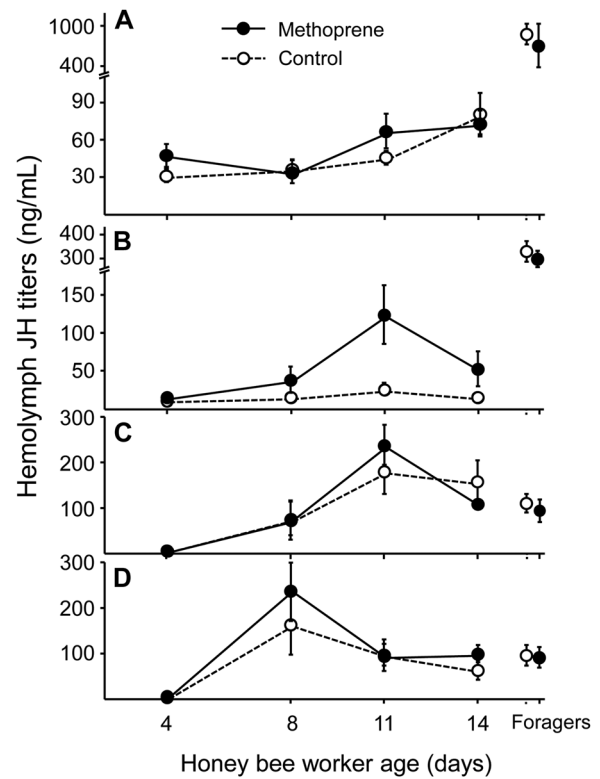 A
Methoprene
Control
1000
400
90
60
30
B
400
300
150
100
50
C
300
200
100
D
300
200
100
Hemolymph JH titers (ng/mL)
4 8 11 14 Foragers
Honey bee worker age (days)